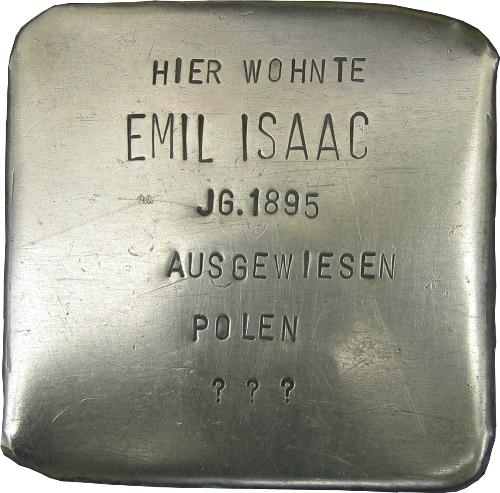 HIER WOHNTE
EMIL ISAAC
JG.1895
AUSGEWIESEN
POLEN
? ? ?